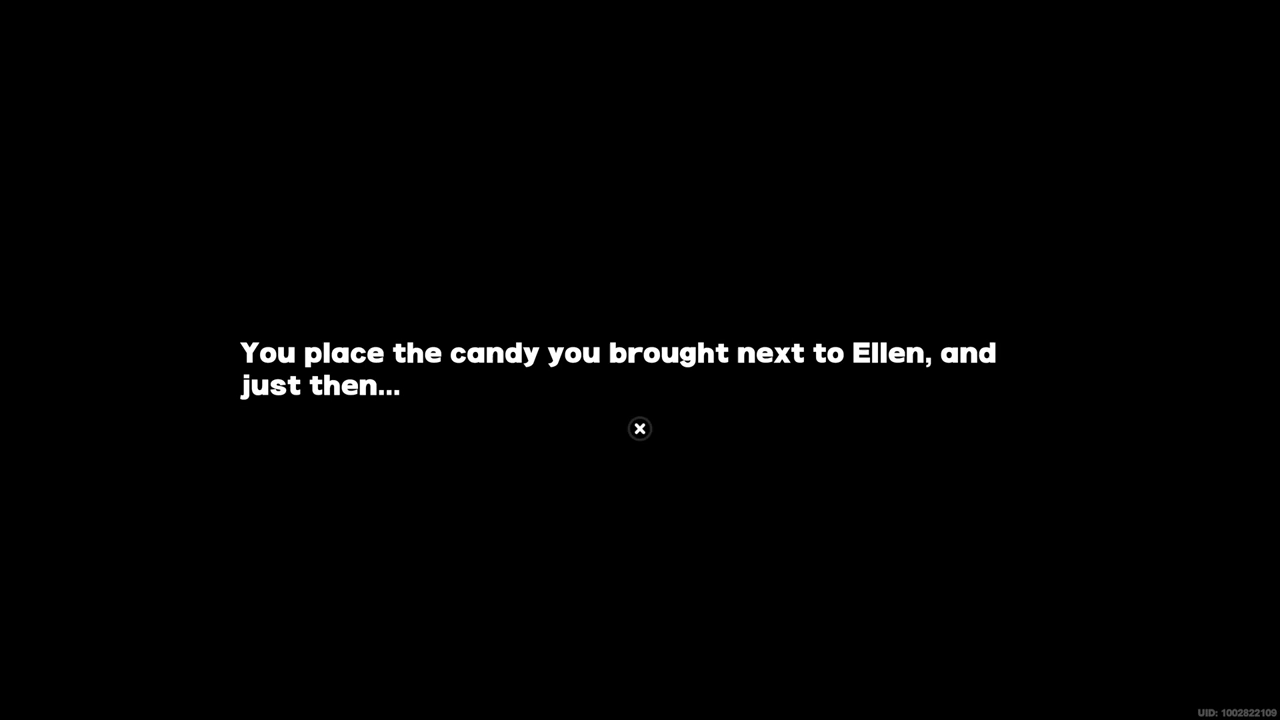 You place the candy you brought next to Ellen, and
just then...
UID: 1002822109